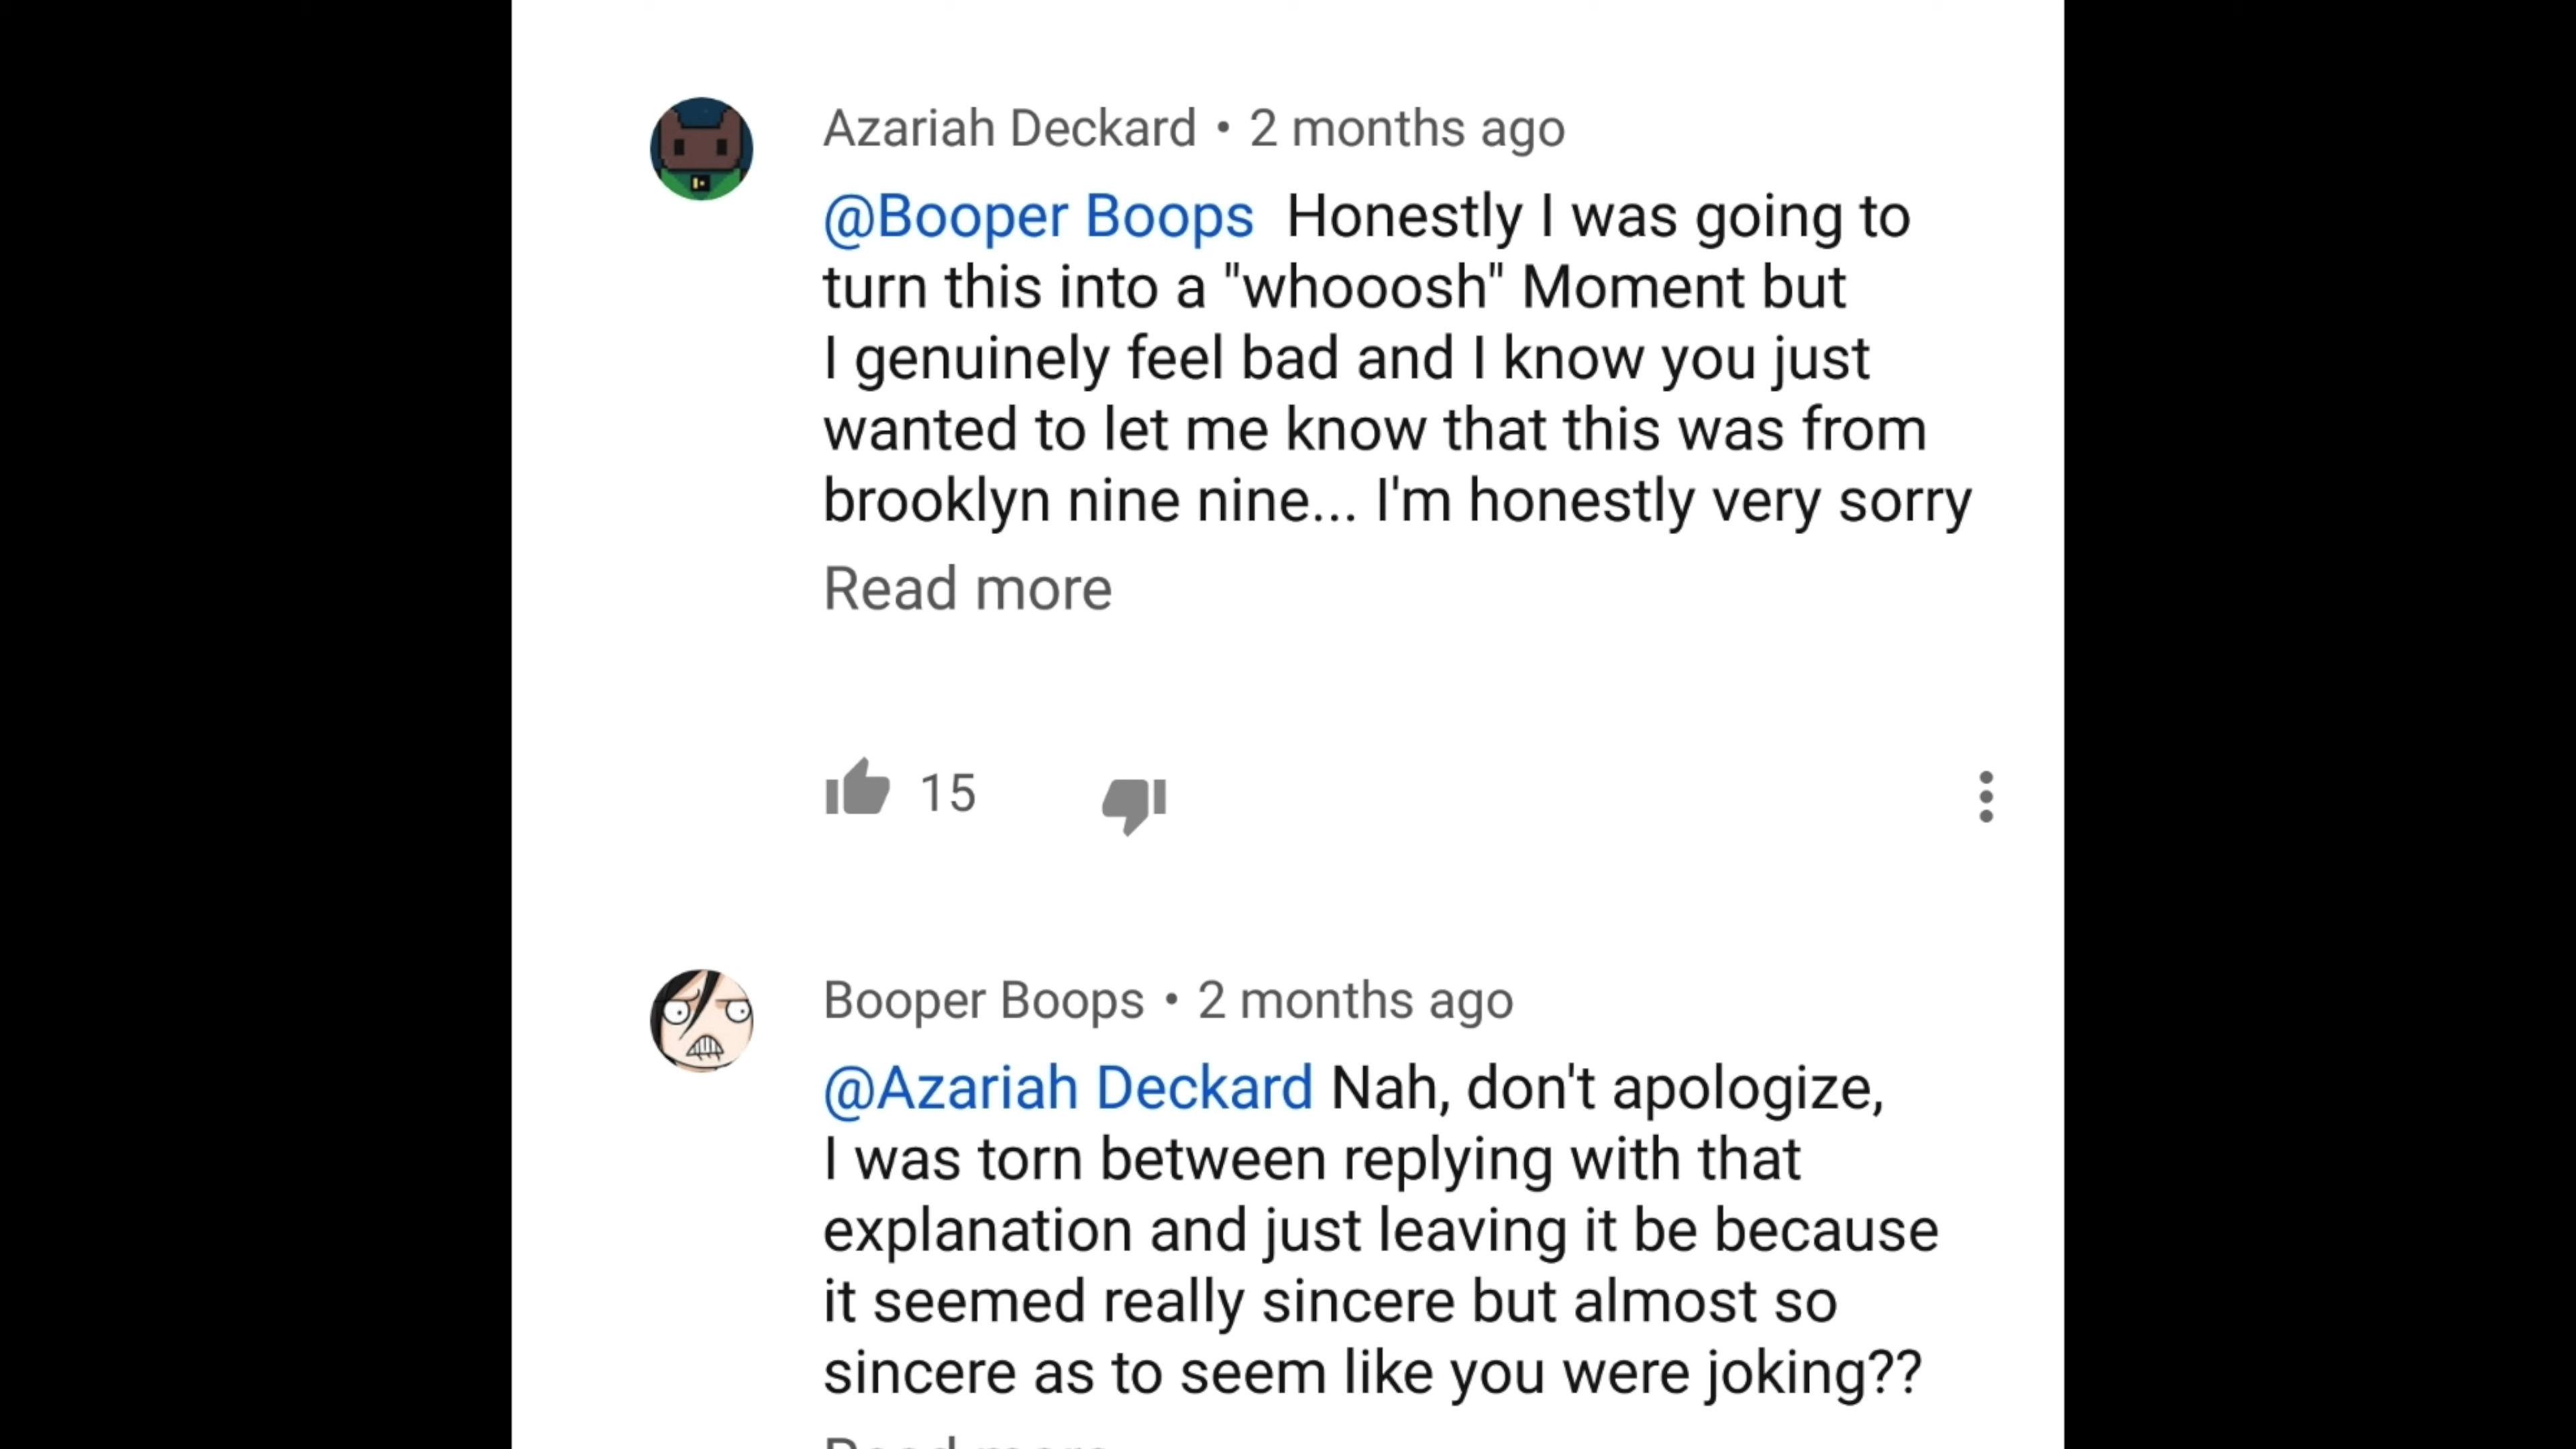 Azariah Deckard • 2 months ago
@Booper Boops Honestly I was going to
turn this into a "whooosh" Moment but
I genuinely feel bad and I know you just
wanted to let me know that this was from
brooklyn nine nine... I'm honestly very sorry
Read more
15
Booper Boops • 2 months ago
@Azariah Deckard Nah, don't apologize,
I was torn between replying with that
explanation and just leaving it be because
it seemed really sincere but almost so
sincere as to seem like you were joking??
Read more